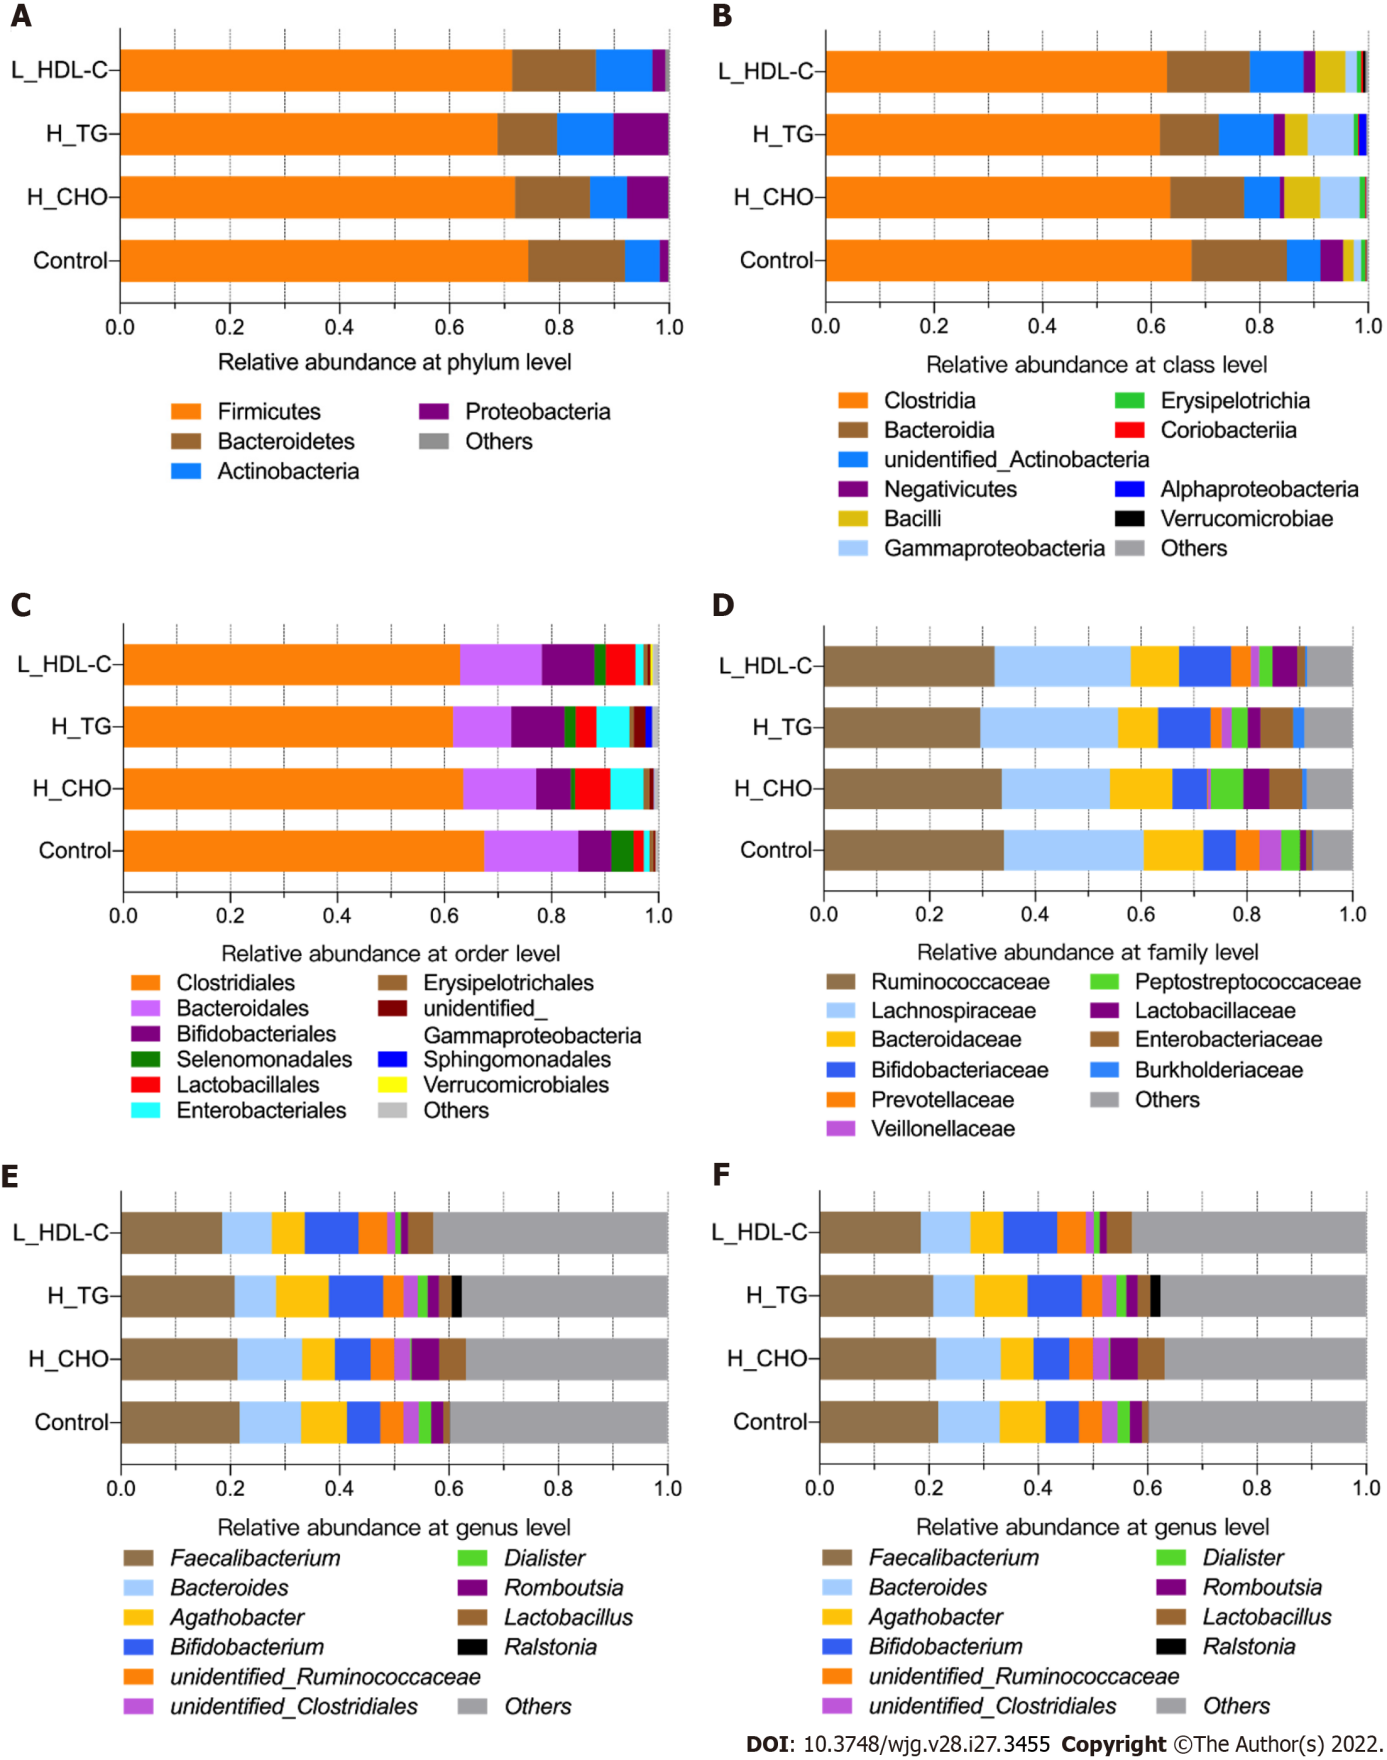 A
L_HDL-C
H_TG
H_CHO
Control
0.0 0.2 0.4 0.6 0.8 1.0
Relative abundance at phylum level
Firmicutes Proteobacteria
Bacteroidetes Others
Actinobacteria
B
L_HDL-C
H_TG
H_CHO
Control
0.0 0.2 0.4 0.6 0.8 1.0
Relative abundance at class level
Clostridia Erysipelotrichia
Bacteroidia Coriobacteriia
unidentified_Actinobacteria
Negativicutes Alphaproteobacteria
Bacilli Verrucomicrobiae
Gammaproteobacteria Others
C
L_HDL-C
H_TG
H_CHO
Control
0.0 0.2 0.4 0.6 0.8 1.0
Relative abundance at order level
Clostridiales Erysipelotrichales
Bacteroidales unidentified_
Bifidobacteriales Gammaproteobacteria
Selenomonadales Sphingomonadales
Lactobacillales Verrucomicrobiales
Enterobacteriales Others
D
L_HDL-C
H_TG
H_CHO
Control
0.0 0.2 0.4 0.6 0.8 1.0
Relative abundance at family level
Ruminococcaceae Peptostreptococcaceae
Lachnospiraceae Lactobacillaceae
Bacteroidaceae Enterobacteriaceae
Bifidobacteriaceae Burkholderiaceae
Prevotellaceae Others
Veillonellaceae
E
L_HDL-C
H_TG
H_CHO
Control
0.0 0.2 0.4 0.6 0.8 1.0
Relative abundance at genus level
Faecalibacterium Dialister
Bacteroides Romboutsia
Agathobacter Lactobacillus
Bifidobacterium Ralstonia
unidentified_Ruminococcaceae
unidentified_Clostridiales Others
F
L_HDL-C
H_TG
H_CHO
Control
0.0 0.2 0.4 0.6 0.8 1.0
Relative abundance at genus level
Faecalibacterium Dialister
Bacteroides Romboutsia
Agathobacter Lactobacillus
Bifidobacterium Ralstonia
unidentified_Ruminococcaceae
unidentified_Clostridiales Others
DOI: 10.3748/wjg.v28.i27.3455 Copyright ©The Author(s) 2022.